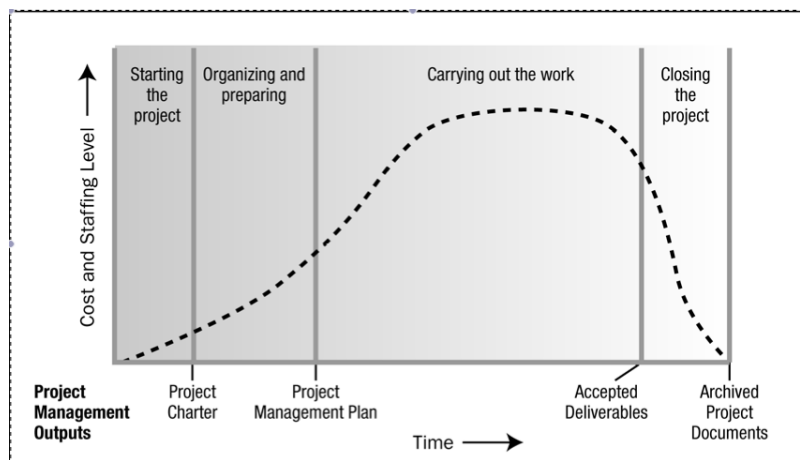 Starting
the
project
Organizing and
preparing
Carrying out the work
Closing
the
project
Cost and Staffing Level
Project
Management
Outputs
Project
Charter
Project
Management Plan
Accepted
Deliverables
Archived
Project
Documents
Time